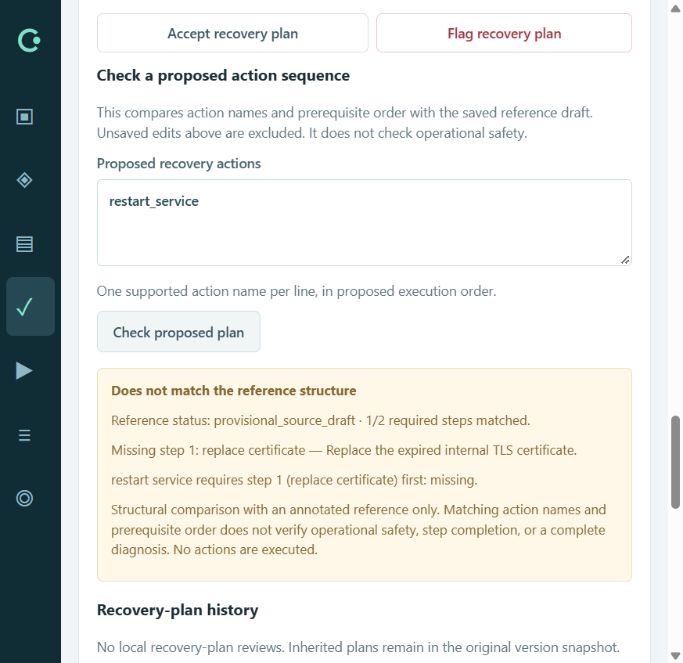 Accept recovery plan
Flag recovery plan
Check a proposed action sequence
This compares action names and prerequisite order with the saved reference draft.
Unsaved edits above are excluded. It does not check operational safety.
Proposed recovery actions
restart_service
One supported action name per line, in proposed execution order.
Check proposed plan
Does not match the reference structure
Reference status: provisional_source_draft · 1/2 required steps matched.
Missing step 1: replace certificate — Replace the expired internal TLS certificate.
restart service requires step 1 (replace certificate) first: missing.
Structural comparison with an annotated reference only. Matching action names and
prerequisite order does not verify operational safety, step completion, or a complete
diagnosis. No actions are executed.
Recovery-plan history
No local recovery-plan reviews. Inherited plans remain in the original version snapshot.